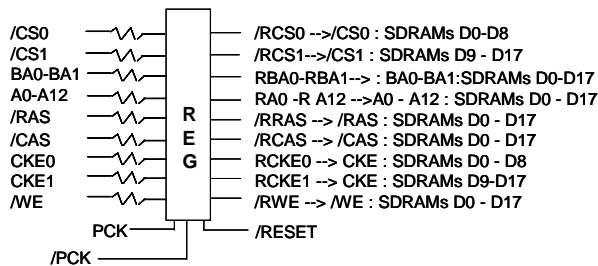 /CS0 /RCS0 -->/CS0 : SDRAMs D0-D8
/CS1 /RCS1-->/CS1 : SDRAMs D9 - D17
BA0-BA1 RBA0-RBA1--> : BA0-BA1:SDRAMs D0-D17
A0-A12 RA0 -R A12 -->A0 - A12 : SDRAMs D0 - D17
/RAS /RRAS --> /RAS : SDRAMs D0 - D17
/CAS /RCAS --> /CAS : SDRAMs D0 - D17
CKE0 RCKE0 --> CKE : SDRAMs D0 - D8
CKE1 RCKE1 --> CKE : SDRAMs D9-D17
/WE /RWE --> /WE : SDRAMs D0 - D17
R
E
G
PCK /RESET
/PCK